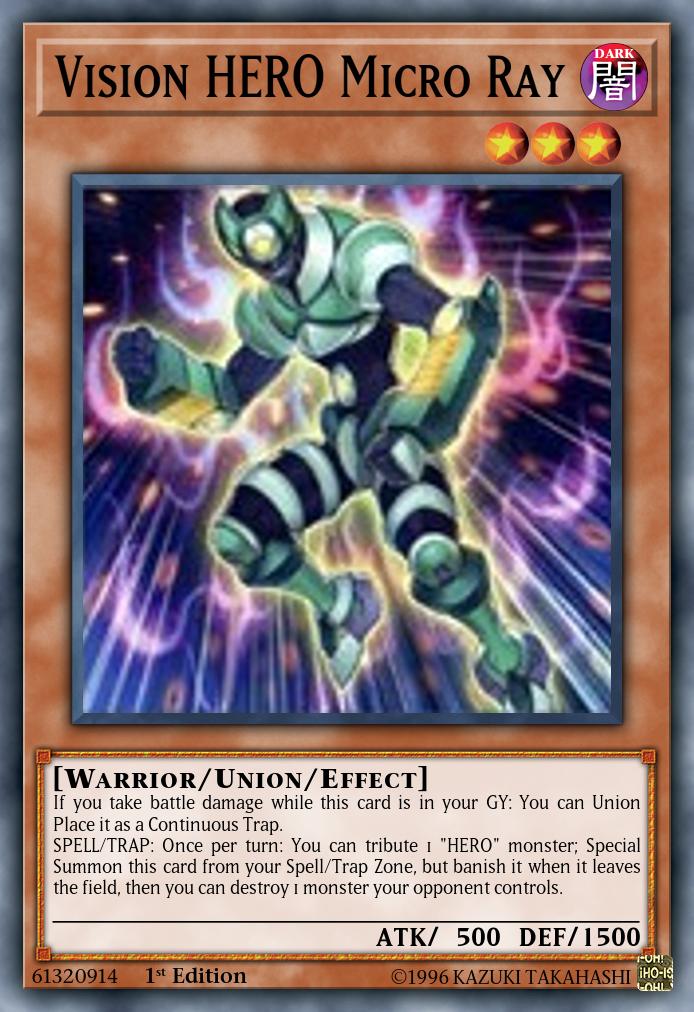 Vision HERO Micro Ray
DARK
闇
[Warrior/Union/Effect]
If you take battle damage while this card is in your GY: You can Union
Place it as a Continuous Trap.
SPELL/TRAP: Once per turn: You can tribute 1 "HERO" monster; Special
Summon this card from your Spell/Trap Zone, but banish it when it leaves
the field, then you can destroy 1 monster your opponent controls.
ATK/ 500 DEF/1500
61320914 1st Edition ©1996 KAZUKI TAKAHASHI